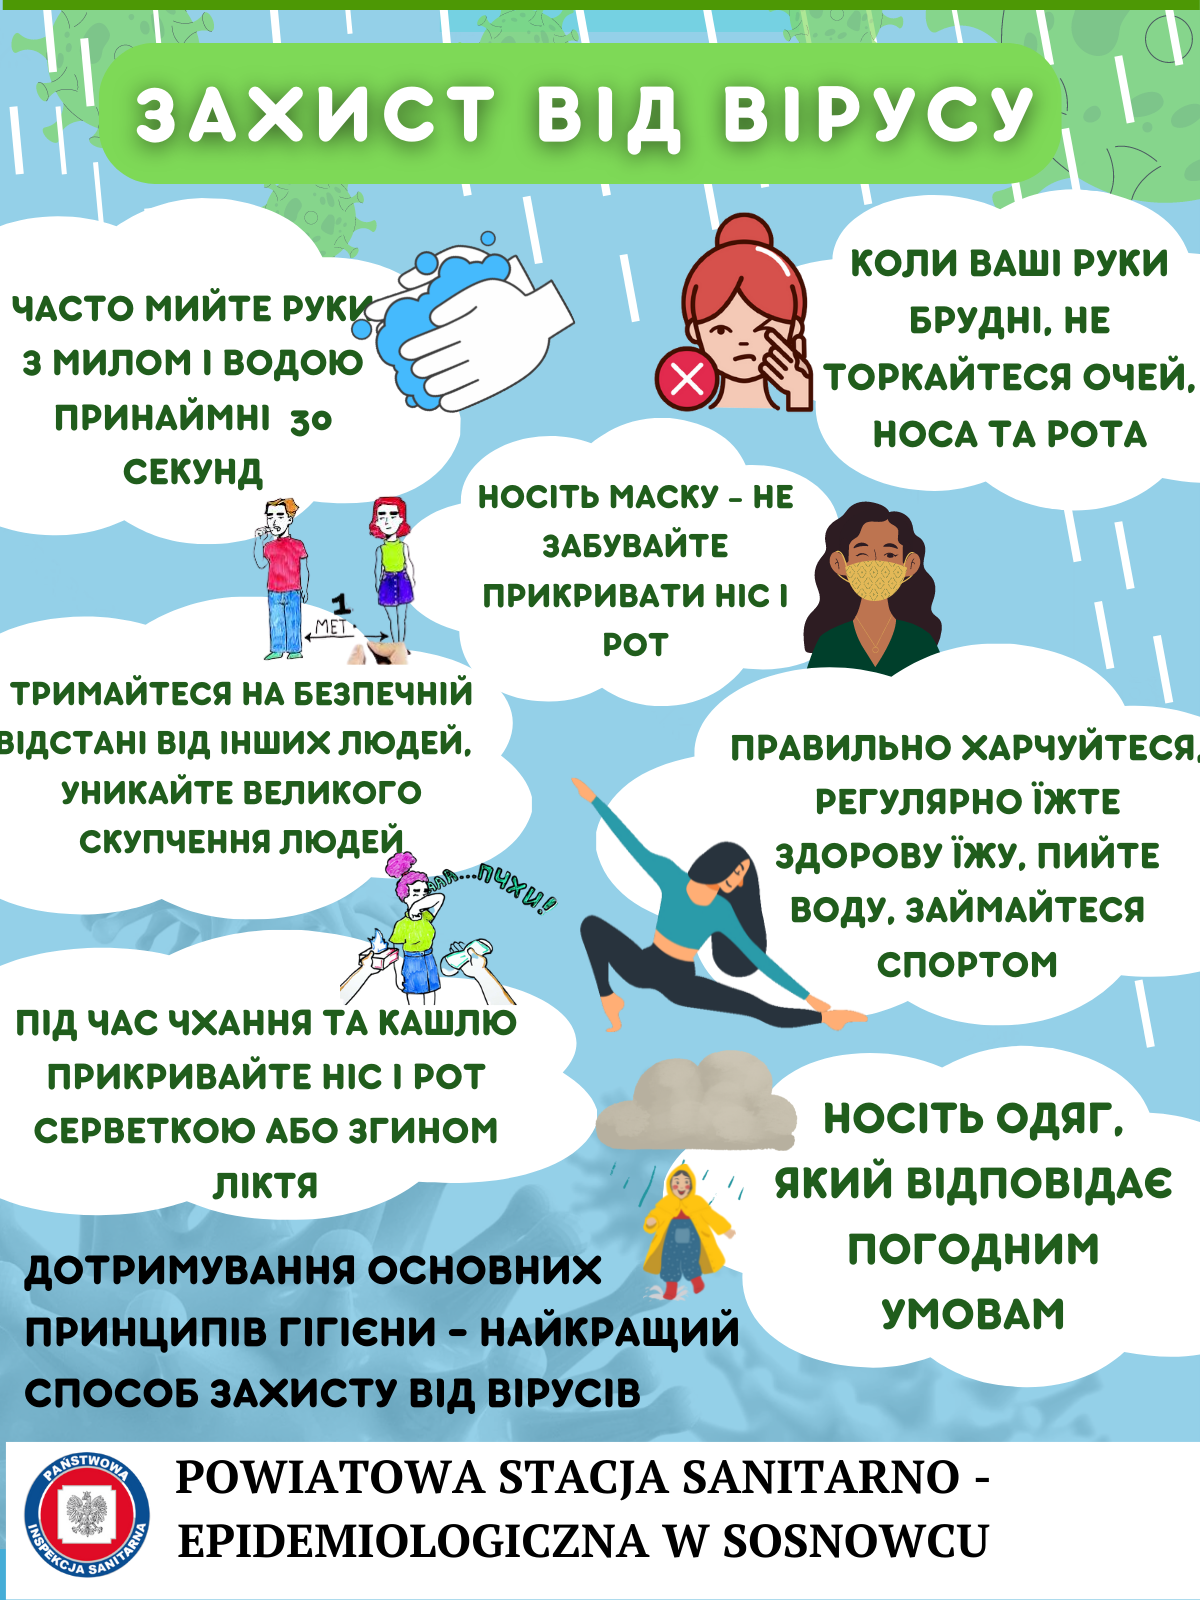 ЗАХИСТ ВІД ВІРУСУ
ЧАСТО МИЙТЕ РУКИ
З МИЛОМ І ВОДОЮ
ПРИНАЙМНІ 30
СЕКУНД
КОЛИ ВАШІ РУКИ
БРУДНІ, НЕ
ТОРКАЙТЕСЯ ОЧЕЙ,
НОСА ТА РОТА
НОСІТЬ МАСКУ – НЕ
ЗАБУВАЙТЕ
ПРИКРИВАТИ НІС І
РОТ
1
МЕТ
ТРИМАЙТЕСЯ НА БЕЗПЕЧНІЙ
ВІДСТАНІ ВІД ІНШИХ ЛЮДЕЙ,
УНИКАЙТЕ ВЕЛИКОГО
СКУПЧЕННЯ ЛЮДЕЙ
ПРАВИЛЬНО ХАРЧУЙТЕСЯ,
РЕГУЛЯРНО ЇЖТЕ
ЗДОРОВУ ЇЖУ, ПИЙТЕ
ВОДУ, ЗАЙМАЙТЕСЯ
СПОРТОМ
ААА...ПЧХИ!
ПІД ЧАС ЧХАННЯ ТА КАШЛЮ
ПРИКРИВАЙТЕ НІС І РОТ
СЕРВЕТКОЮ АБО ЗГИНОМ
ЛІКТЯ
НОСІТЬ ОДЯГ,
ЯКИЙ ВІДПОВІДАЄ
ПОГОДНИМ
УМОВАМ
ДОТРИМУВАННЯ ОСНОВНИХ
ПРИНЦИПІВ ГІГІЄНИ – НАЙКРАЩИЙ
СПОСОБ ЗАХИСТУ ВІД ВІРУСІВ
PAŃSTWOWA
INSPEKCJA SANITARNA
POWIATOWA STACJA SANITARNO -
EPIDEMIOLOGICZNA W SOSNOWCU